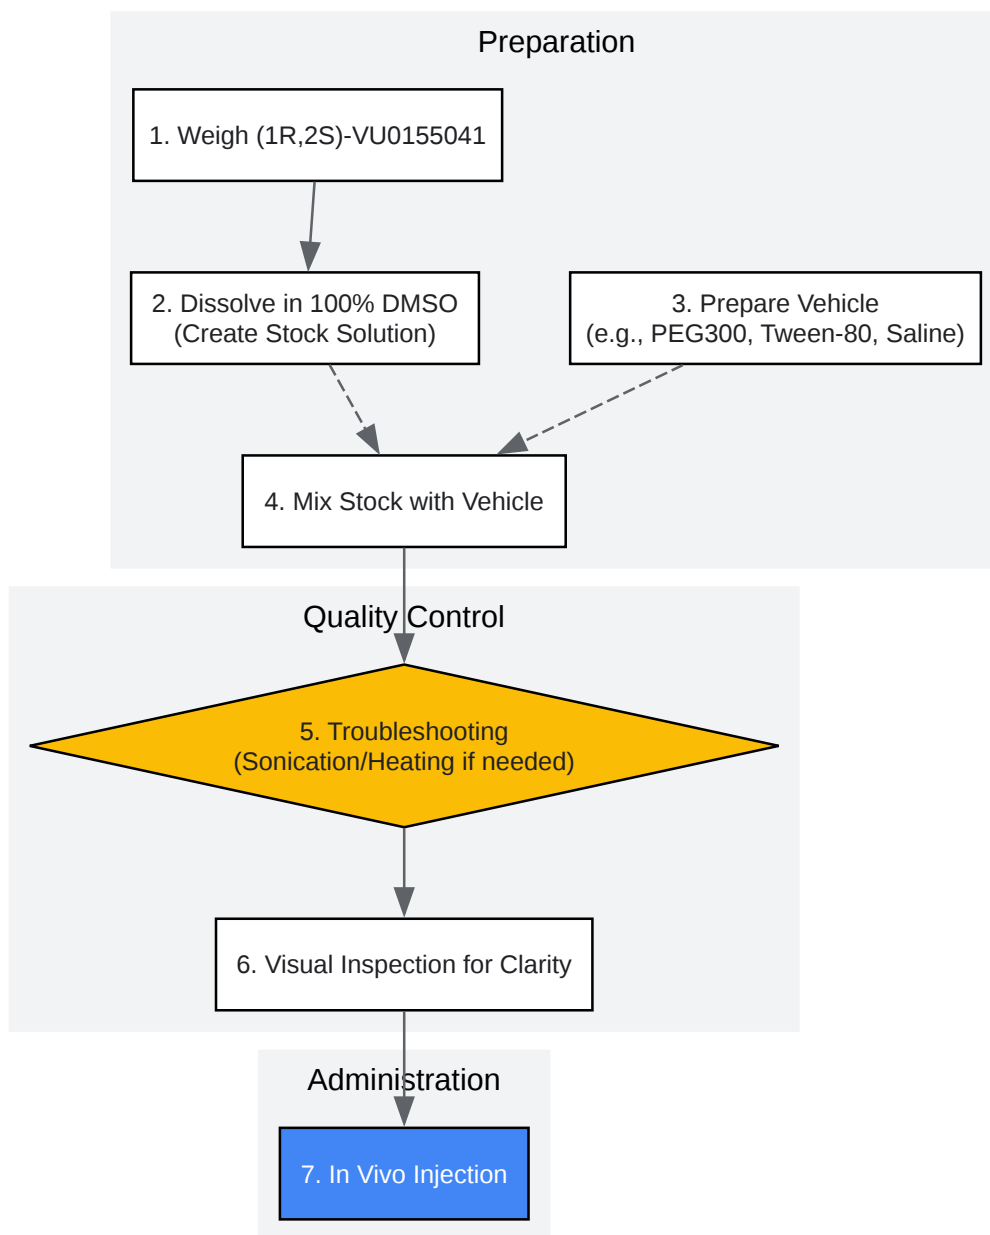 Preparation
1. Weigh (1R,2S)-VU0155041
2. Dissolve in 100% DMSO
(Create Stock Solution)
3. Prepare Vehicle
(e.g., PEG300, Tween-80, Saline)
4. Mix Stock with Vehicle
Quality Control
5. Troubleshooting
(Sonication/Heating if needed)
6. Visual Inspection for Clarity
Administration
7. In Vivo Injection